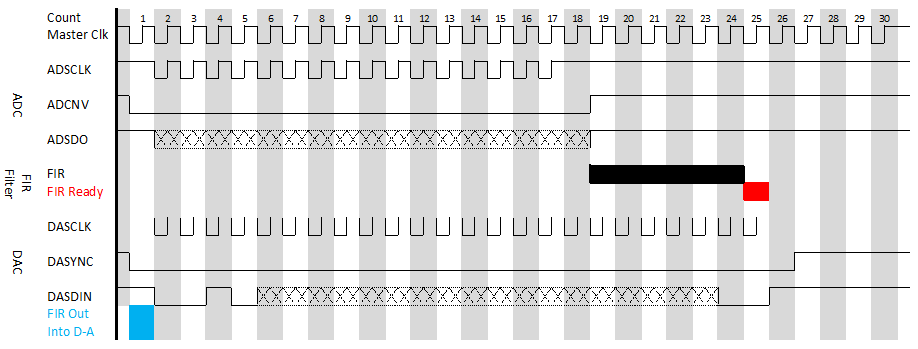 Count 1 2 3 4 5 6 7 8 9 10 11 12 13 14 15 16 17 18 19 20 21 22 23 24 25 26 27 28 29 30
Master Clk
ADSCLK
ADC
ADCNV
ADSDO
FIR
Filter
FIR
FIR Ready
DASCLK
DAC
DASYNC
DASDIN
FIR Out
Into D-A